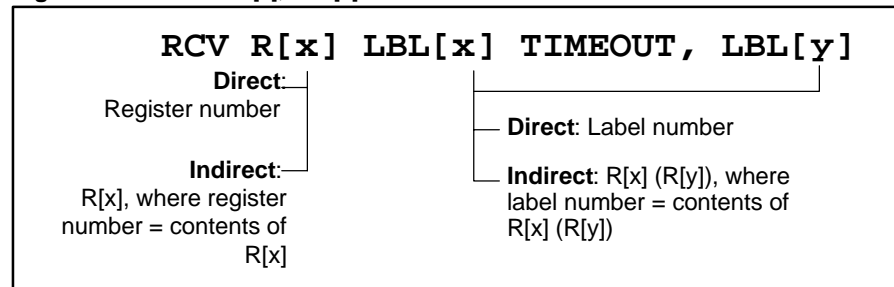 RCV R[x] LBL[x] TIMEOUT, LBL[y]
Direct:
Register number
Indirect:
R[x], where register
number = contents of
R[x]
Direct: Label number
Indirect: R[x] (R[y]), where
label number = contents of
R[x] (R[y])